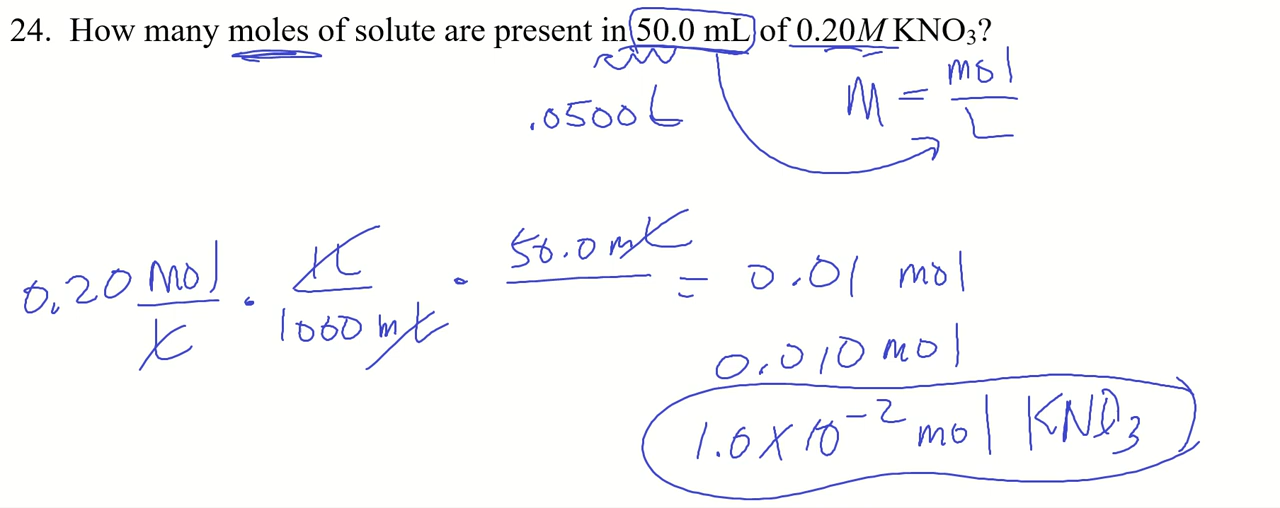 24. How many moles of solute are present in 50.0 mL of 0.20M KNO₃?
.0500 L
M = mol / L
0.20 mol / L · L / 1000 mL · 50.0 mL = 0.01 mol
0.010 mol
1.0 x 10⁻² mol KNO₃